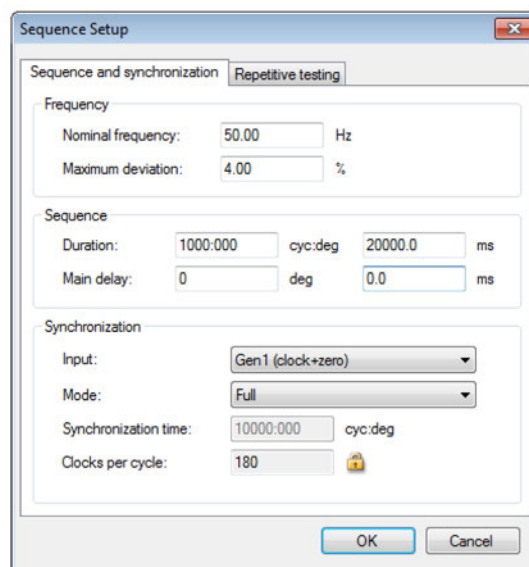 Sequence Setup
Sequence and synchronization Repetitive testing
Frequency
Nominal frequency: 50.00 Hz
Maximum deviation: 4.00 %
Sequence
Duration: 1000:000 cyc:deg 20000.0 ms
Main delay: 0 deg 0.0 ms
Synchronization
Input: Gen1 (clock+zero)
Mode: Full
Synchronization time: 10000:000 cyc:deg
Clocks per cycle: 180
OK Cancel